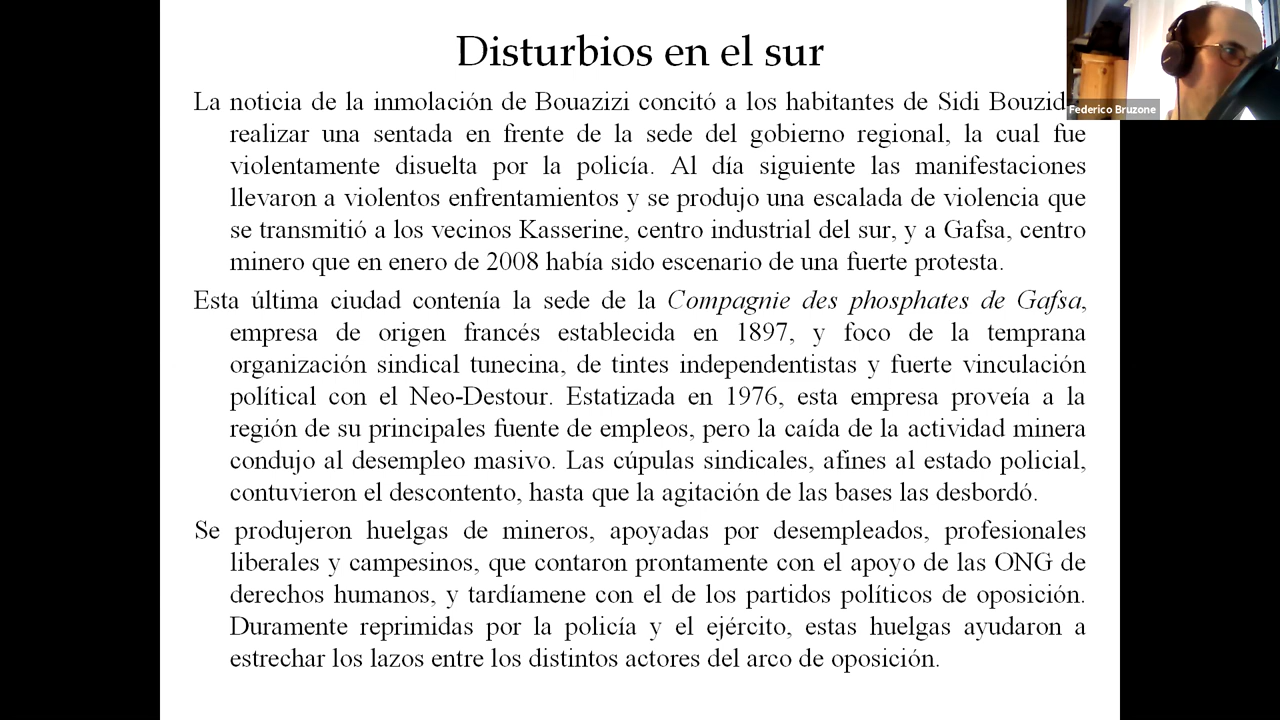 Disturbios en el sur
La noticia de la inmolación de Bouazizi concitó a los habitantes de Sidi Bouzid
Federico Bruzone
realizar una sentada en frente de la sede del gobierno regional, la cual fue
violentamente disuelta por la policía. Al día siguiente las manifestaciones
llevaron a violentos enfrentamientos y se produjo una escalada de violencia que
se transmitió a los vecinos Kasserine, centro industrial del sur, y a Gafsa, centro
minero que en enero de 2008 había sido escenario de una fuerte protesta.
Esta última ciudad contenía la sede de la Compagnie des phosphates de Gafsa,
empresa de origen francés establecida en 1897, y foco de la temprana
organización sindical tunecina, de tintes independentistas y fuerte vinculación
polítical con el Neo-Destour. Estatizada en 1976, esta empresa proveía a la
región de su principales fuente de empleos, pero la caída de la actividad minera
condujo al desempleo masivo. Las cúpulas sindicales, afines al estado policial,
contuvieron el descontento, hasta que la agitación de las bases las desbordó.
Se produjeron huelgas de mineros, apoyadas por desempleados, profesionales
liberales y campesinos, que contaron prontamente con el apoyo de las ONG de
derechos humanos, y tardíamene con el de los partidos políticos de oposición.
Duramente reprimidas por la policía y el ejército, estas huelgas ayudaron a
estrechar los lazos entre los distintos actores del arco de oposición.